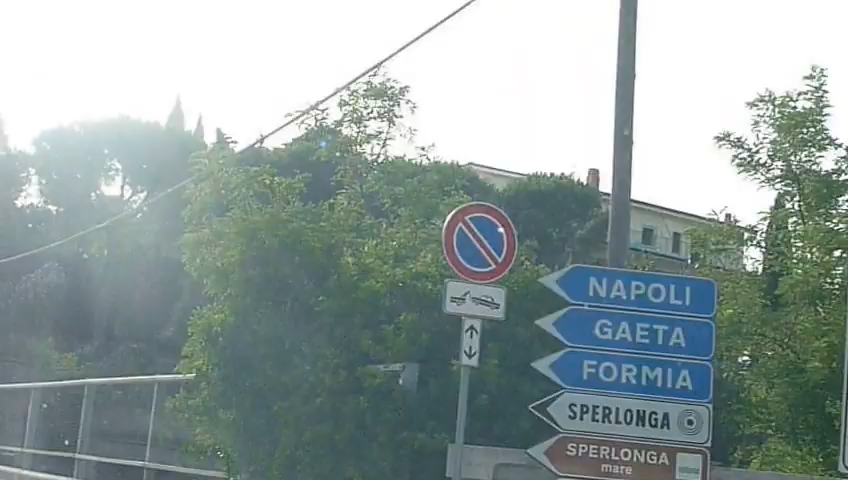 NAPOLI
GAETA
FORMIA
SPERLONGA
SPERLONGA
mare